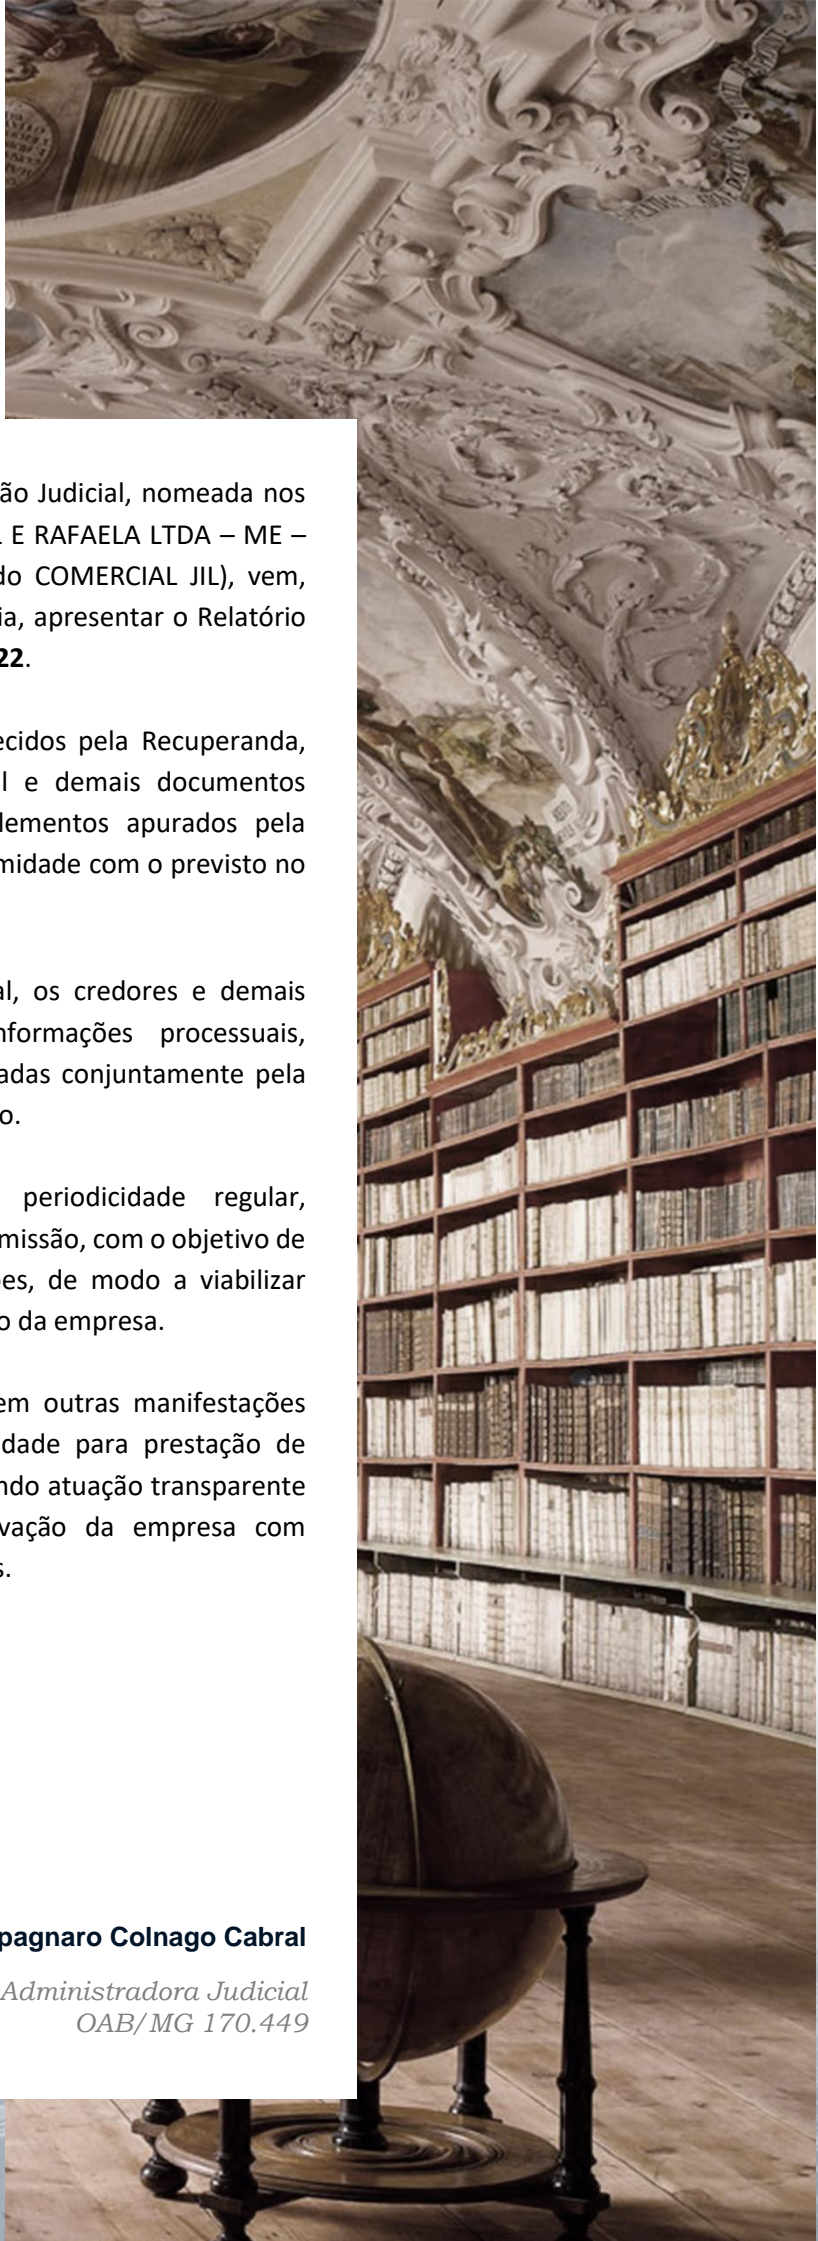 ão Judicial, nomeada nos
E RAFAELA LTDA – ME –
do COMERCIAL JIL), vem,
ia, apresentar o Relatório
22.
ecidos pela Recuperanda,
l e demais documentos
lementos apurados pela
midade com o previsto no
al, os credores e demais
nformações processuais,
adas conjuntamente pela
o.
periodicidade regular,
missão, com o objetivo de
es, de modo a viabilizar
o da empresa.
em outras manifestações
dade para prestação de
ndo atuação transparente
vação da empresa com
s.
pagnaro Colnago Cabral
Administradora Judicial
OAB/MG 170.449